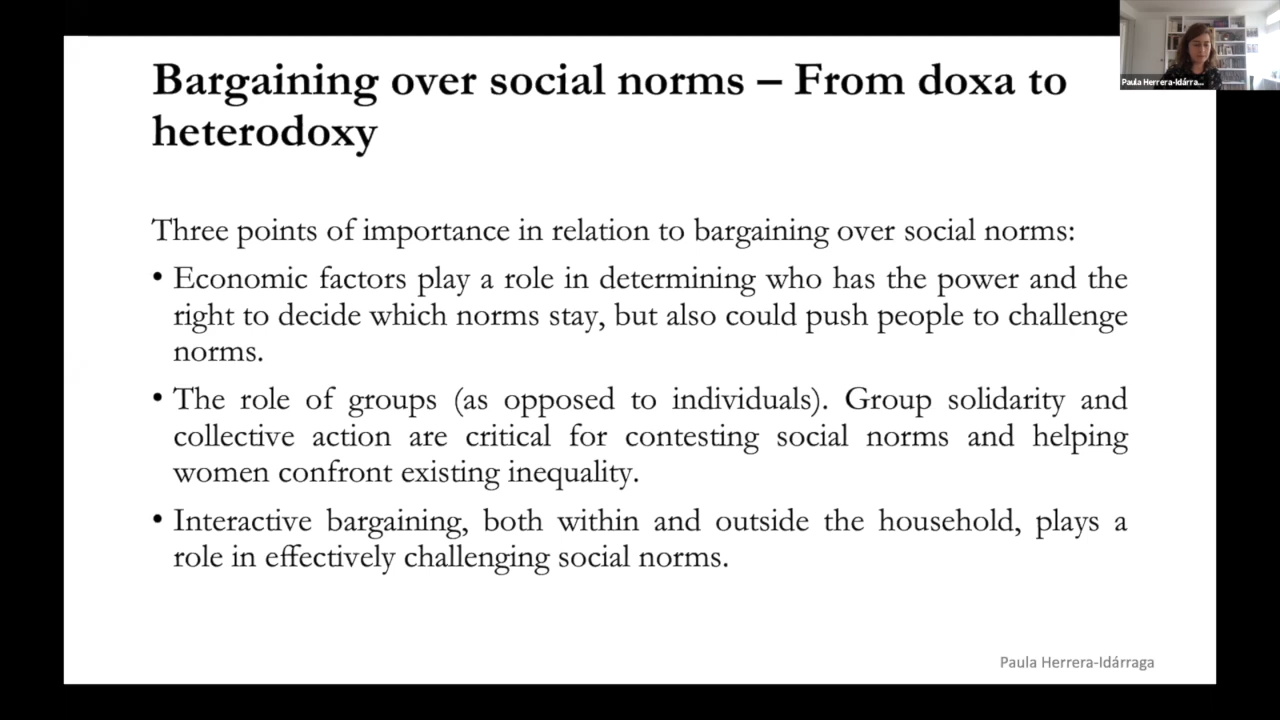 Bargaining over social norms – From doxa to
heterodoxy
Paula Herrera-Idárra...
Three points of importance in relation to bargaining over social norms:
• Economic factors play a role in determining who has the power and the
right to decide which norms stay, but also could push people to challenge
norms.
• The role of groups (as opposed to individuals). Group solidarity and
collective action are critical for contesting social norms and helping
women confront existing inequality.
• Interactive bargaining, both within and outside the household, plays a
role in effectively challenging social norms.
Paula Herrera-Idárraga